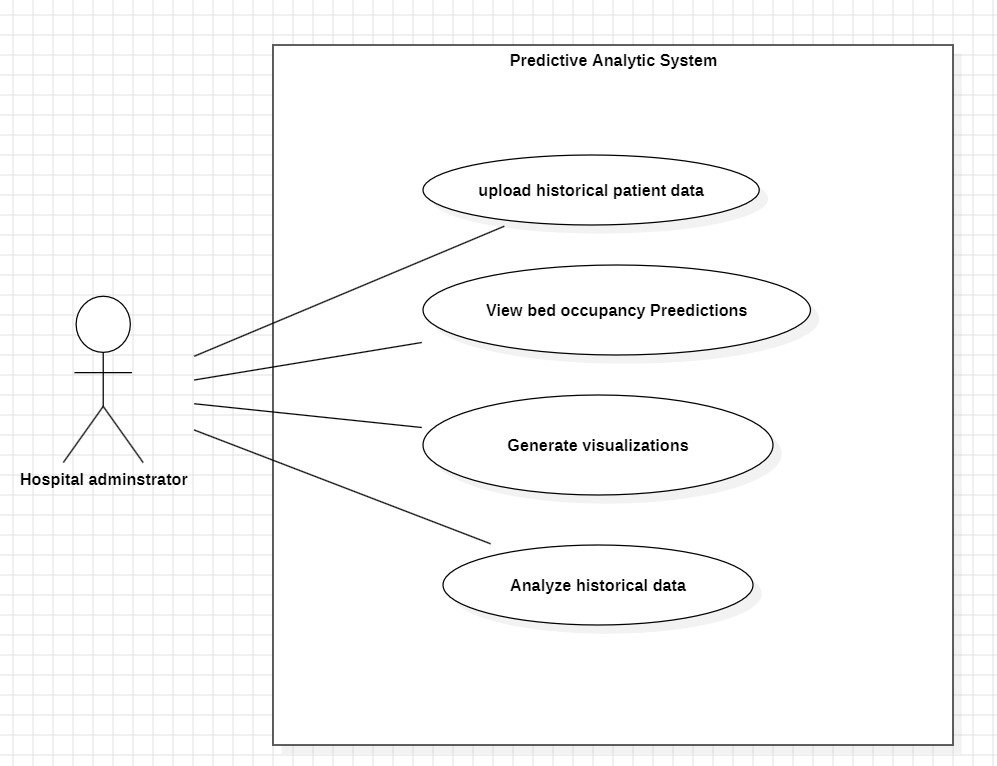 Predictive Analytic System
upload historical patient data
View bed occupancy Preedictions
Generate visualizations
Hospital adminstrator
Analyze historical data